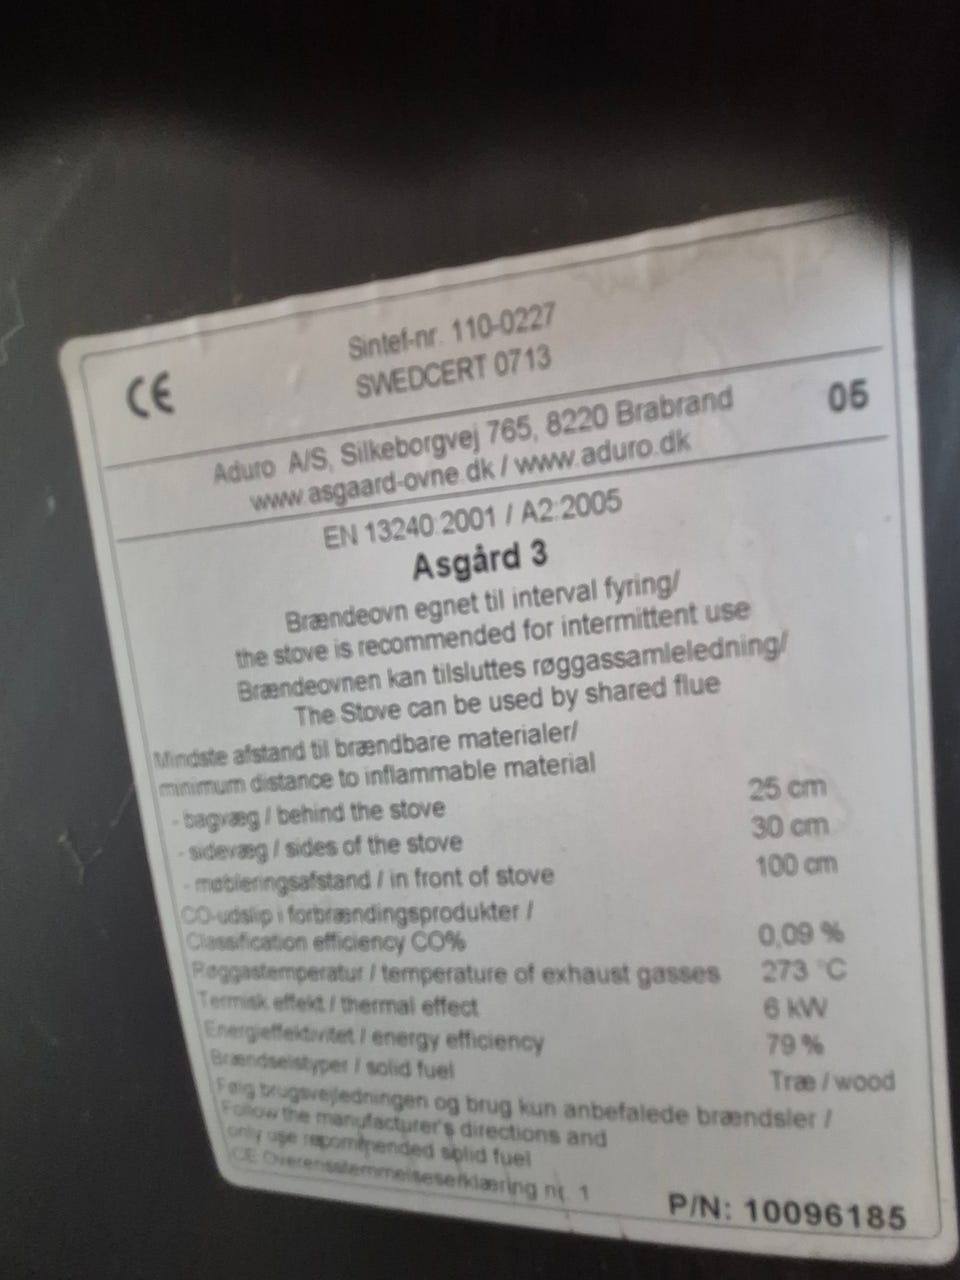 CE
Sintef-nr. 110-0227
SWEDCERT 0713
Aduro A/S, Silkeborgvej 765, 8220 Brabrand
www.asgaard-ovne.dk / www.aduro.dk
05
EN 13240:2001 / A2:2005
Asgård 3
Brændeovn egnet til interval fyring/
the stove is recommended for intermittent use
Brændeovnen kan tilsluttes røggassamleledning/
The Stove can be used by shared flue
Mindste afstand til brændbare materialer/
minimum distance to inflammable material
- bagvæg / behind the stove 25 cm
- sidevæg / sides of the stove 30 cm
- møbleringsafstand / in front of stove 100 cm
CO-udslip i forbrændingsprodukter /
Classification efficiency CO% 0,09 %
Røggastemperatur / temperature of exhaust gasses 273 °C
Termisk effekt / thermal effect 6 kW
Energieffektivitet / energy efficiency 79 %
Brændselstyper / solid fuel Træ / wood
Følg brugsvejledningen og brug kun anbefalede brændsler /
Follow the manufacturer's directions and
only use recommended solid fuel
CE Overensstemmelseserklæring nr. 1
P/N: 10096185